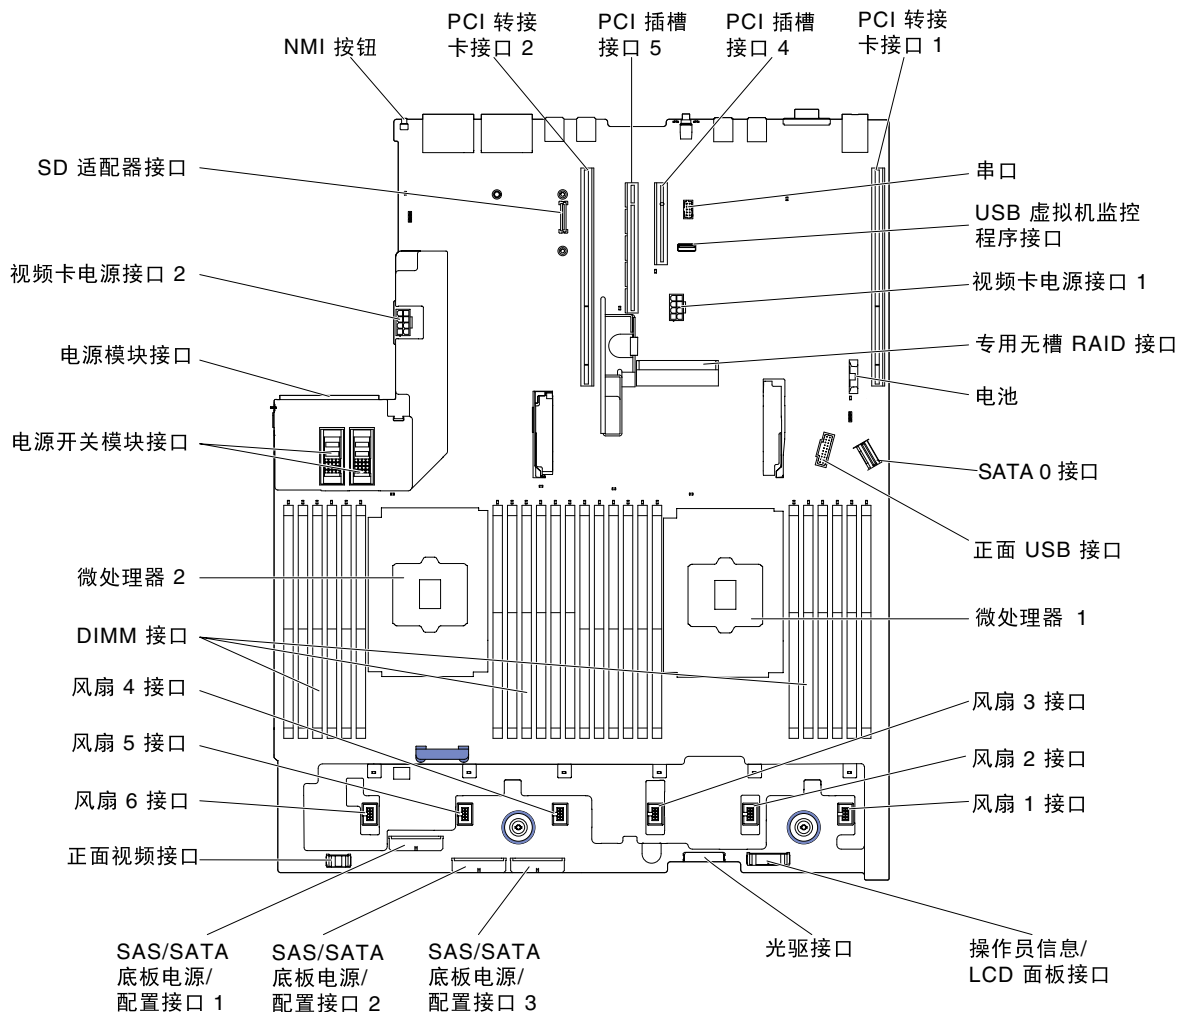 PCI 转接
卡接口 2
PCI 插槽
接口 5
PCI 插槽
接口 4
PCI 转接
卡接口 1
NMI 按钮
SD 适配器接口
串口
USB 虚拟机监控
程序接口
视频卡电源接口 2
视频卡电源接口 1
专用无槽 RAID 接口
电源模块接口
电池
电源开关模块接口
SATA 0 接口
正面 USB 接口
微处理器 2
微处理器 1
DIMM 接口
风扇 4 接口
风扇 3 接口
风扇 5 接口
风扇 2 接口
风扇 6 接口
风扇 1 接口
正面视频接口
SAS/SATA
底板电源/
配置接口 1
SAS/SATA
底板电源/
配置接口 2
SAS/SATA
底板电源/
配置接口 3
光驱接口
操作员信息/
LCD 面板接口